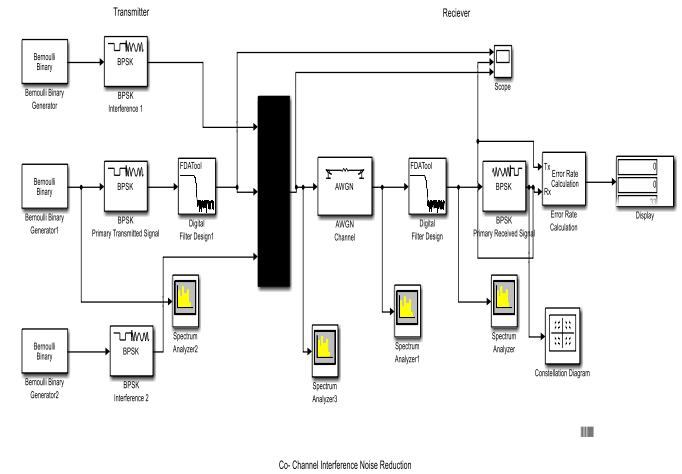 Transmitter
Reciever
Bernoulli
Binary
Bernoulli Binary
Generator
BPSK
BPSK
Interference 1
Scope
Bernoulli
Binary
Bernoulli Binary
Generator1
BPSK
BPSK
Primary Transmitted Signal
FDATool
Digital
Filter Design1
AWGN
AWGN
Channel
FDATool
Digital
Filter Design
BPSK
BPSK
Primary Received Signal
Tx
Rx
Error Rate
Calculation
Error Rate
Calculation
0
0
Display
Spectrum
Analyzer2
Spectrum
Analyzer3
Spectrum
Analyzer1
Spectrum
Analyzer
Constellation Diagram
Bernoulli
Binary
Bernoulli Binary
Generator2
BPSK
BPSK
Interference 2
Co- Channel Interference Noise Reduction